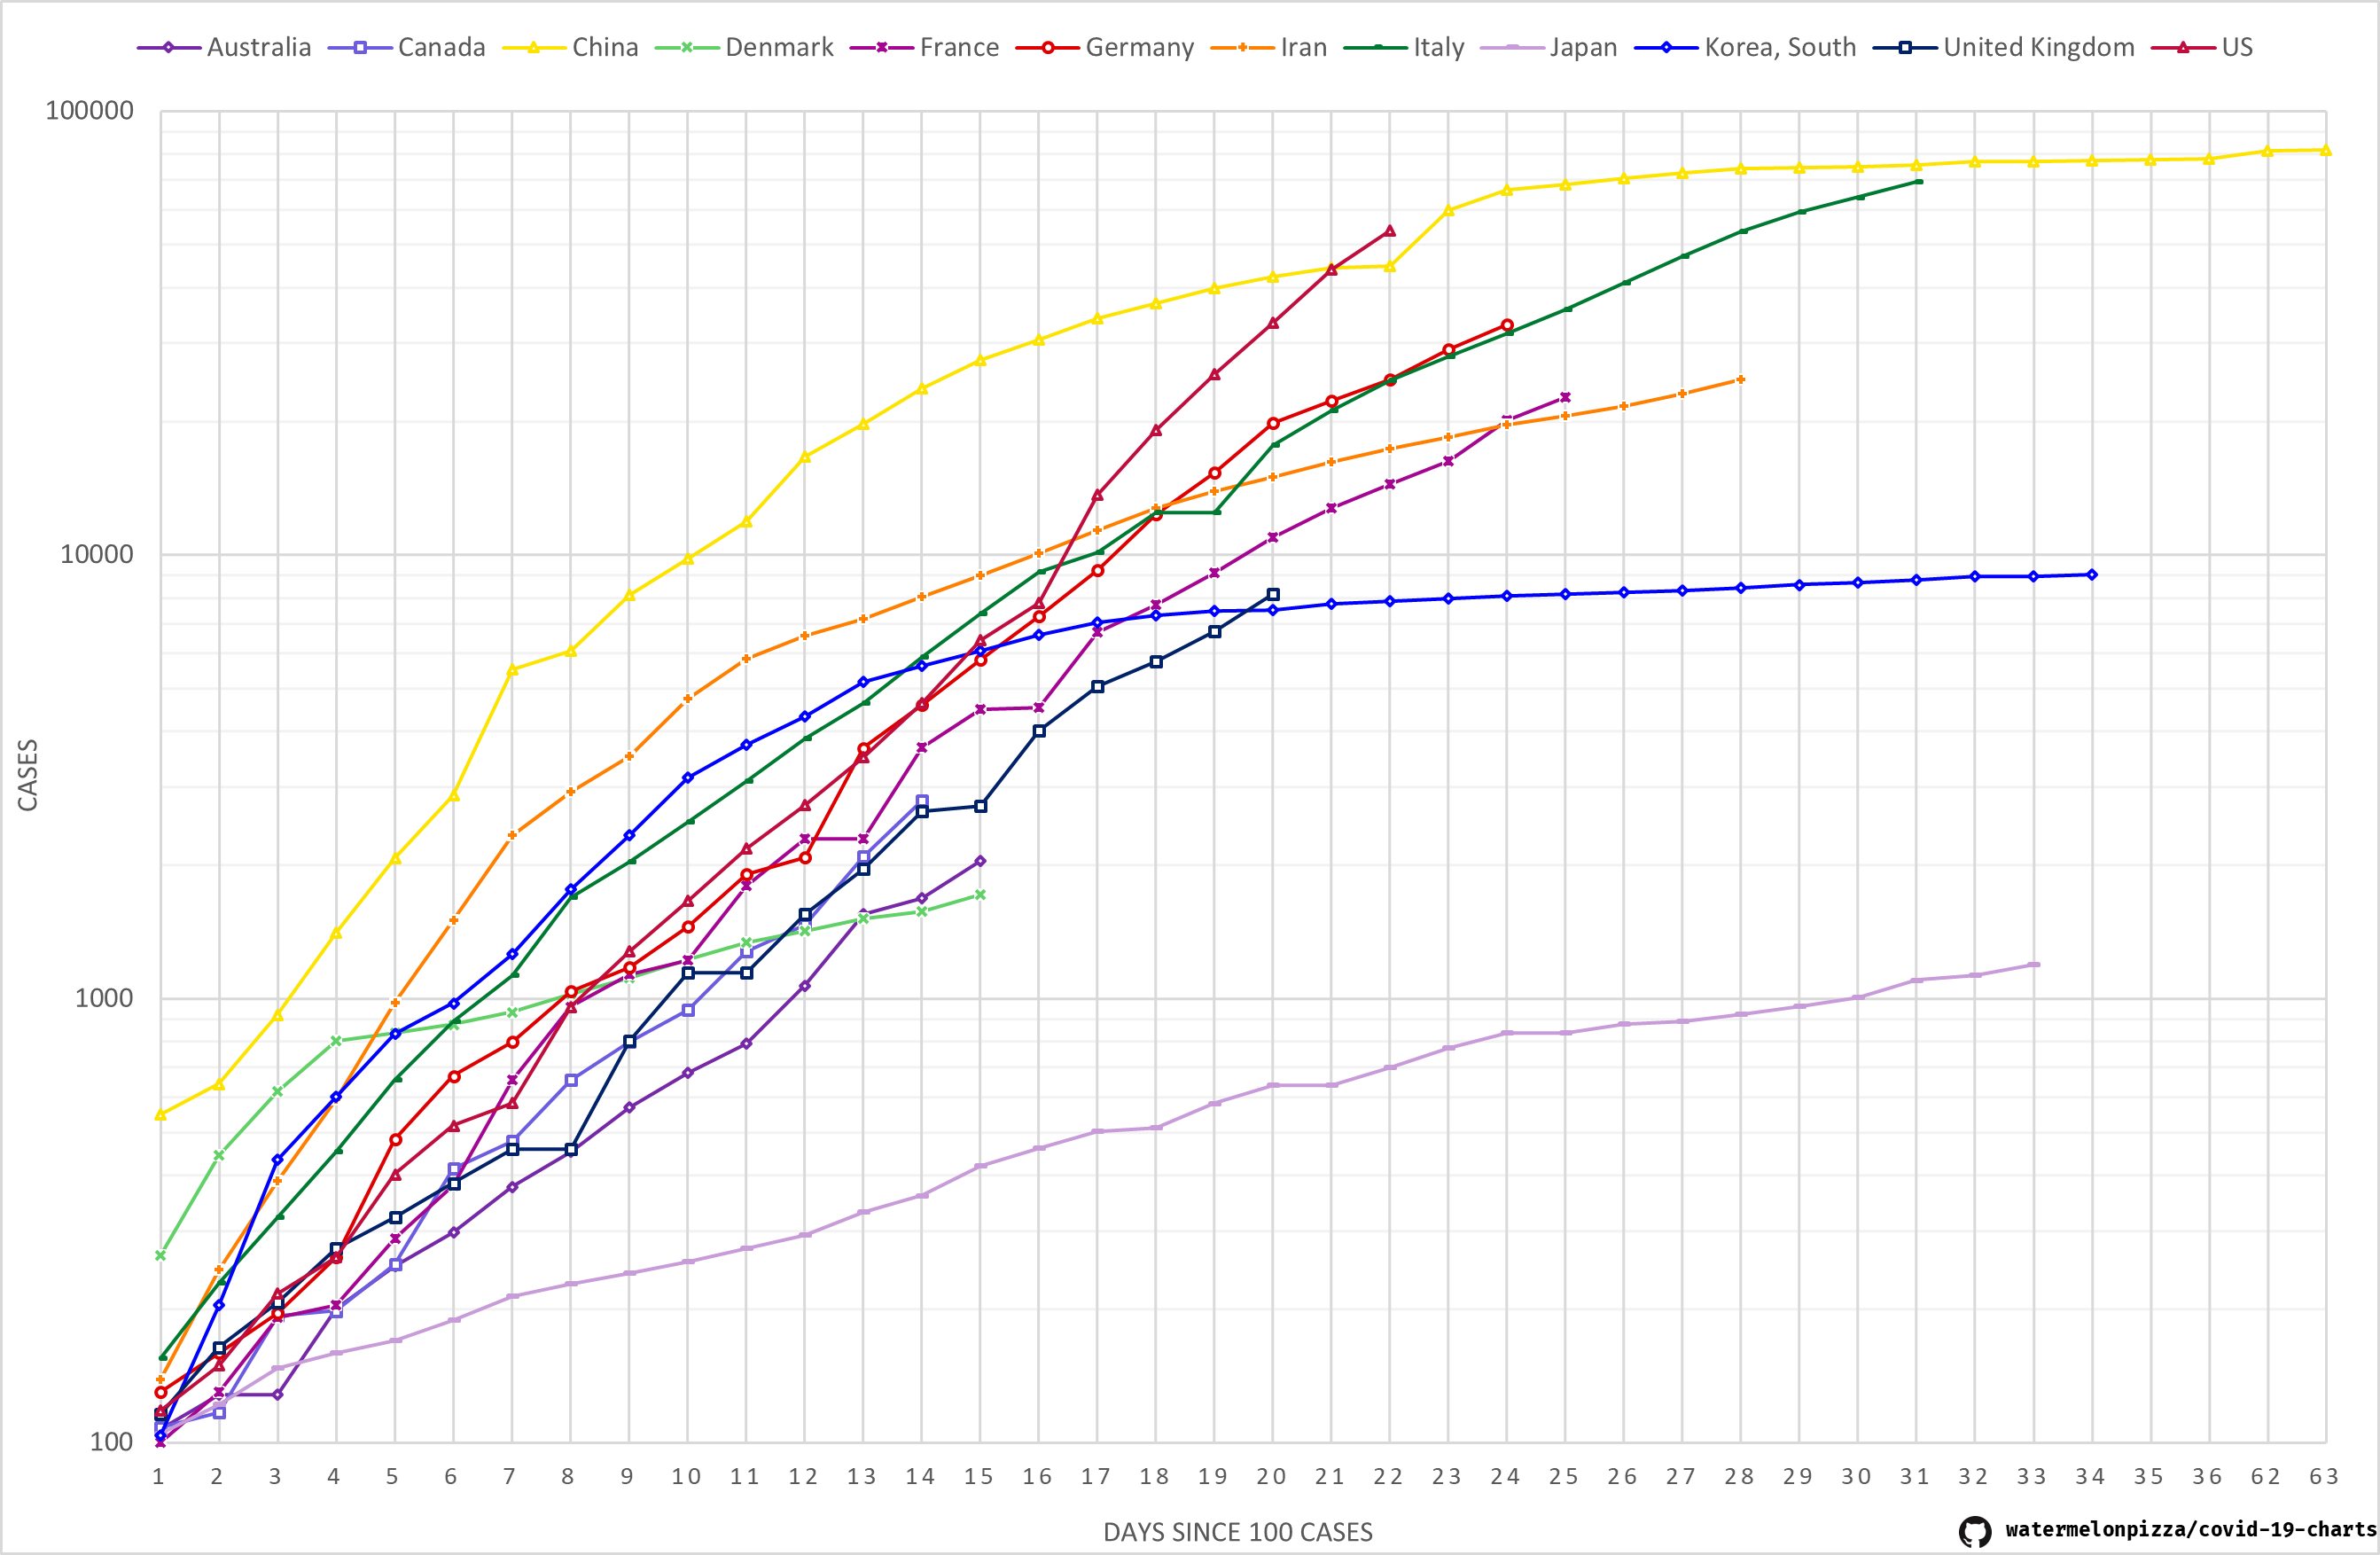 Australia Canada China Denmark France Germany Iran Italy Japan Korea, South United Kingdom US
100000
10000
1000
100
CASES
1 2 3 4 5 6 7 8 9 10 11 12 13 14 15 16 17 18 19 20 21 22 23 24 25 26 27 28 29 30 31 32 33 34 35 36 62 63
DAYS SINCE 100 CASES
watermelonpizza/covid-19-charts